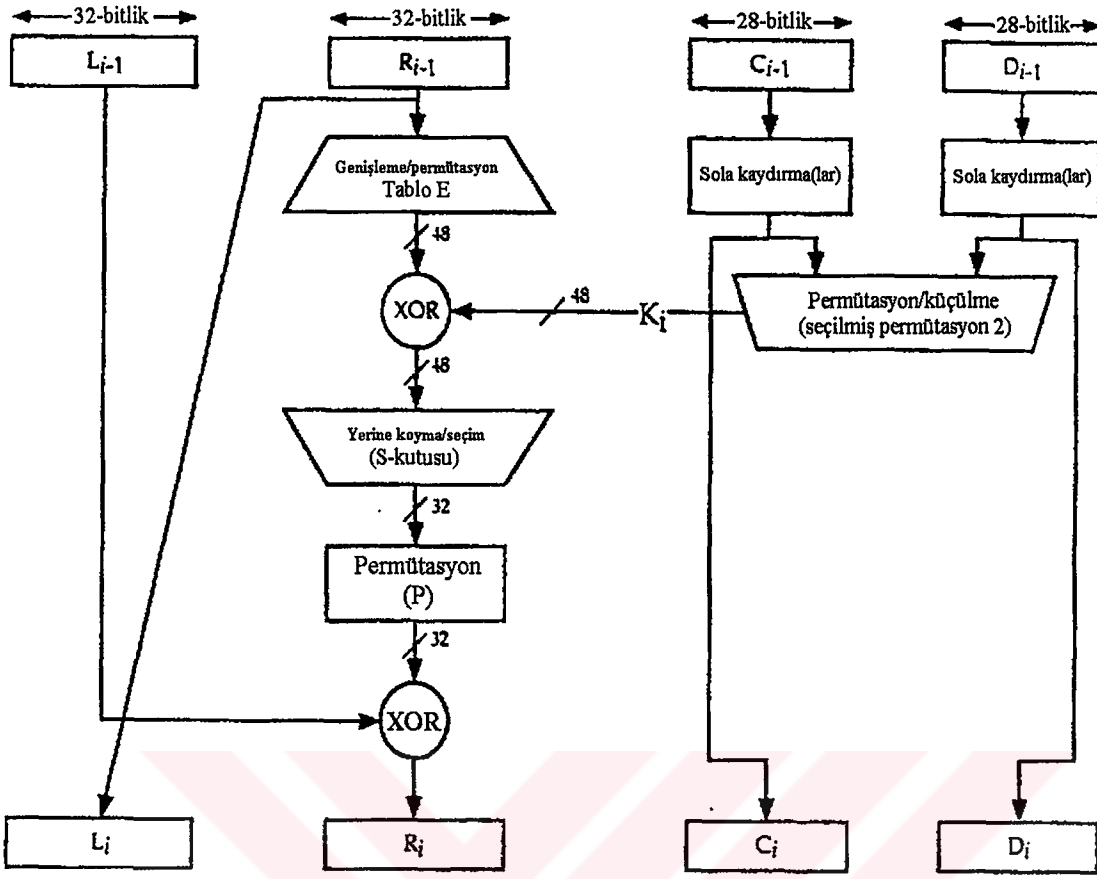 32-bitlik
32-bitlik
28-bitlik
28-bitlik
Li-1
Ri-1
Ci-1
Di-1
Genişleme/permütasyon
Tablo E
Sola kaydırma(lar)
Sola kaydırma(lar)
48
XOR
48
Ki
Permütasyon/küçülme
(seçilmiş permütasyon 2)
48
Yerine koyma/seçim
(S-kutusu)
32
Permütasyon
(P)
32
XOR
Li
Ri
Ci
Di